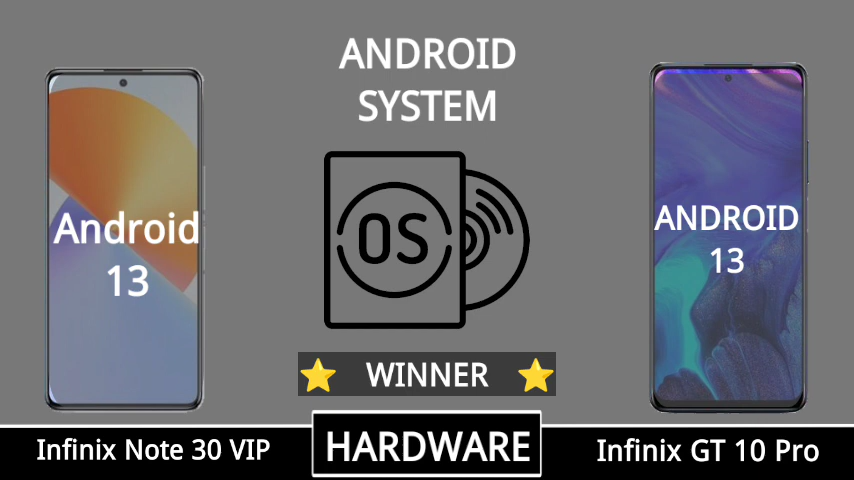 ANDROID
SYSTEM
Android
13
OS
ANDROID
13
WINNER
Infinix Note 30 VIP
HARDWARE
Infinix GT 10 Pro